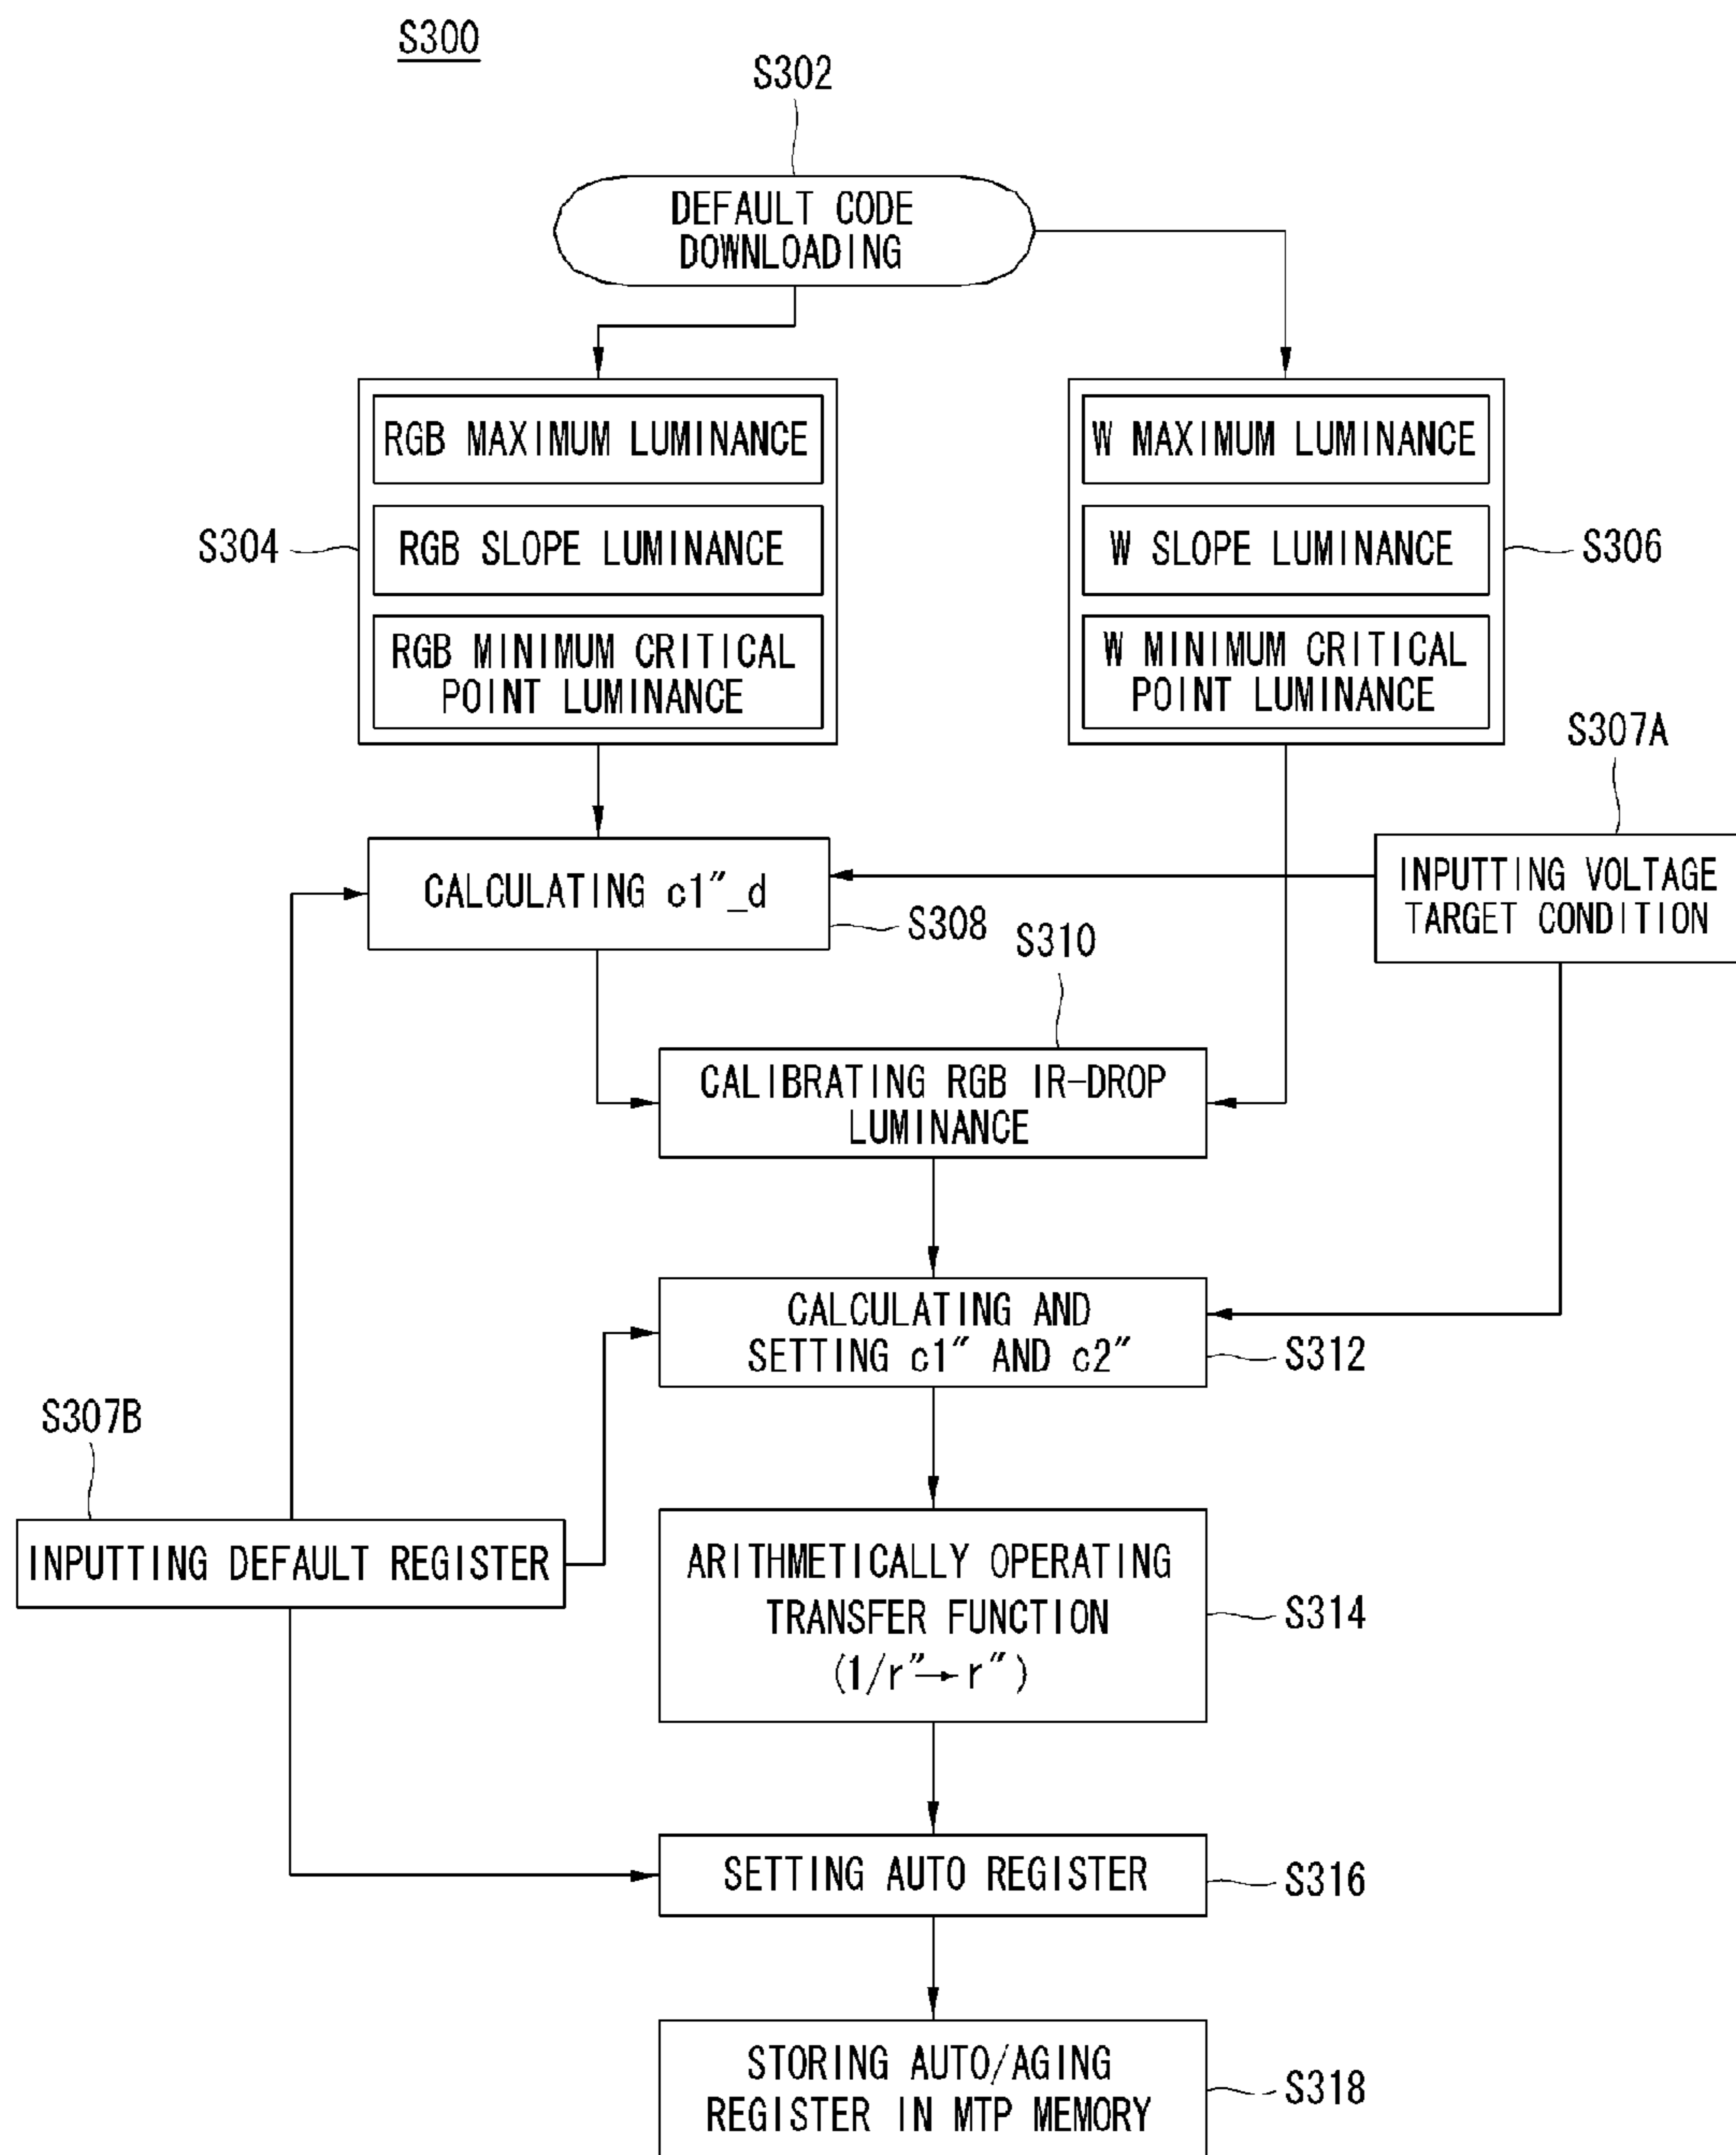 S300
S302
DEFAULT CODE
DOWNLOADING
RGB MAXIMUM LUMINANCE
RGB SLOPE LUMINANCE
RGB MINIMUM CRITICAL
POINT LUMINANCE
S304
W MAXIMUM LUMINANCE
W SLOPE LUMINANCE
W MINIMUM CRITICAL
POINT LUMINANCE
S306
S307A
INPUTTING VOLTAGE
TARGET CONDITION
CALCULATING c1″_d
S308
S310
CALIBRATING RGB IR-DROP
LUMINANCE
CALCULATING AND
SETTING c1″ AND c2″
S312
S307B
INPUTTING DEFAULT REGISTER
ARITHMETICALLY OPERATING
TRANSFER FUNCTION
(1/r″→r″)
S314
SETTING AUTO REGISTER
S316
STORING AUTO/AGING
REGISTER IN MTP MEMORY
S318